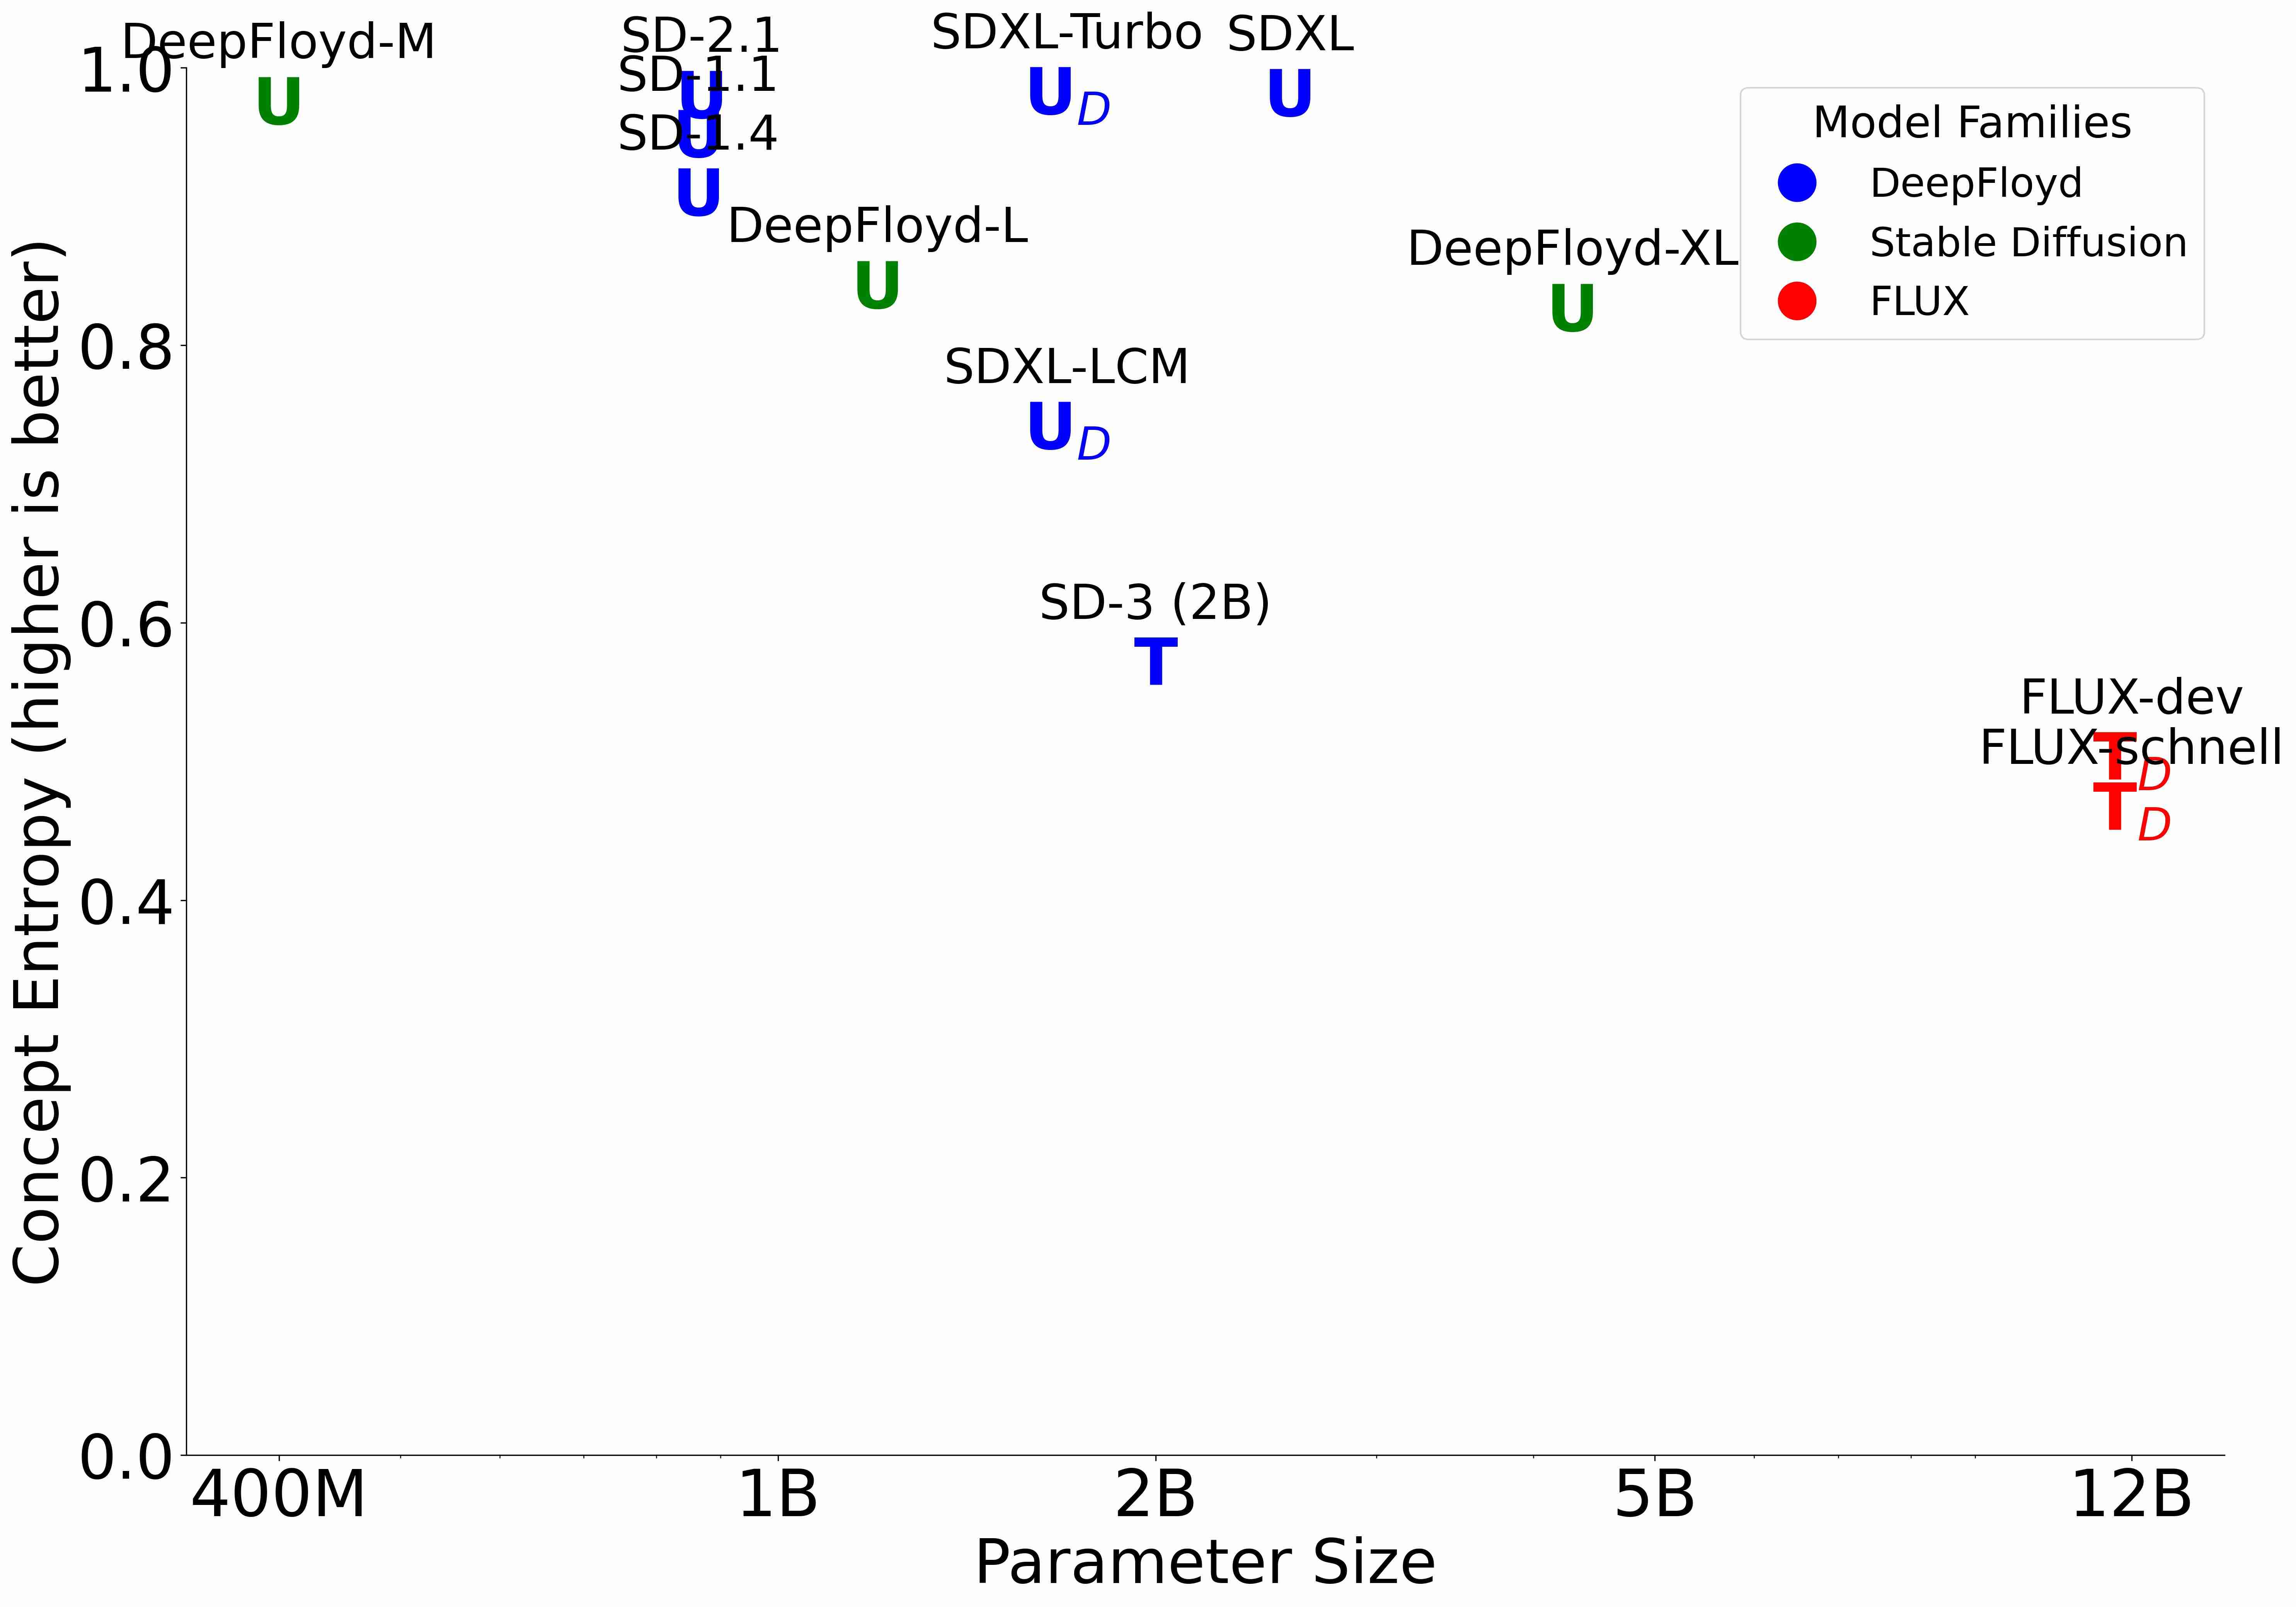 DeepFloyd-M
SD-2.1
SDXL-Turbo
SDXL
1.0
U
SD-1.1
U
U
D
U
Model Families
SD-1.4
U
DeepFloyd
U
DeepFloyd-L
Stable Diffusion
U
DeepFloyd-XL
U
FLUX
0.8
SDXL-LCM
U
D
SD-3 (2B)
0.6
T
FLUX-dev
T
D
FLUX-schnell
T
D
0.4
0.2
0.0
Concept Entropy (higher is better)
400M
1B
2B
5B
12B
Parameter Size